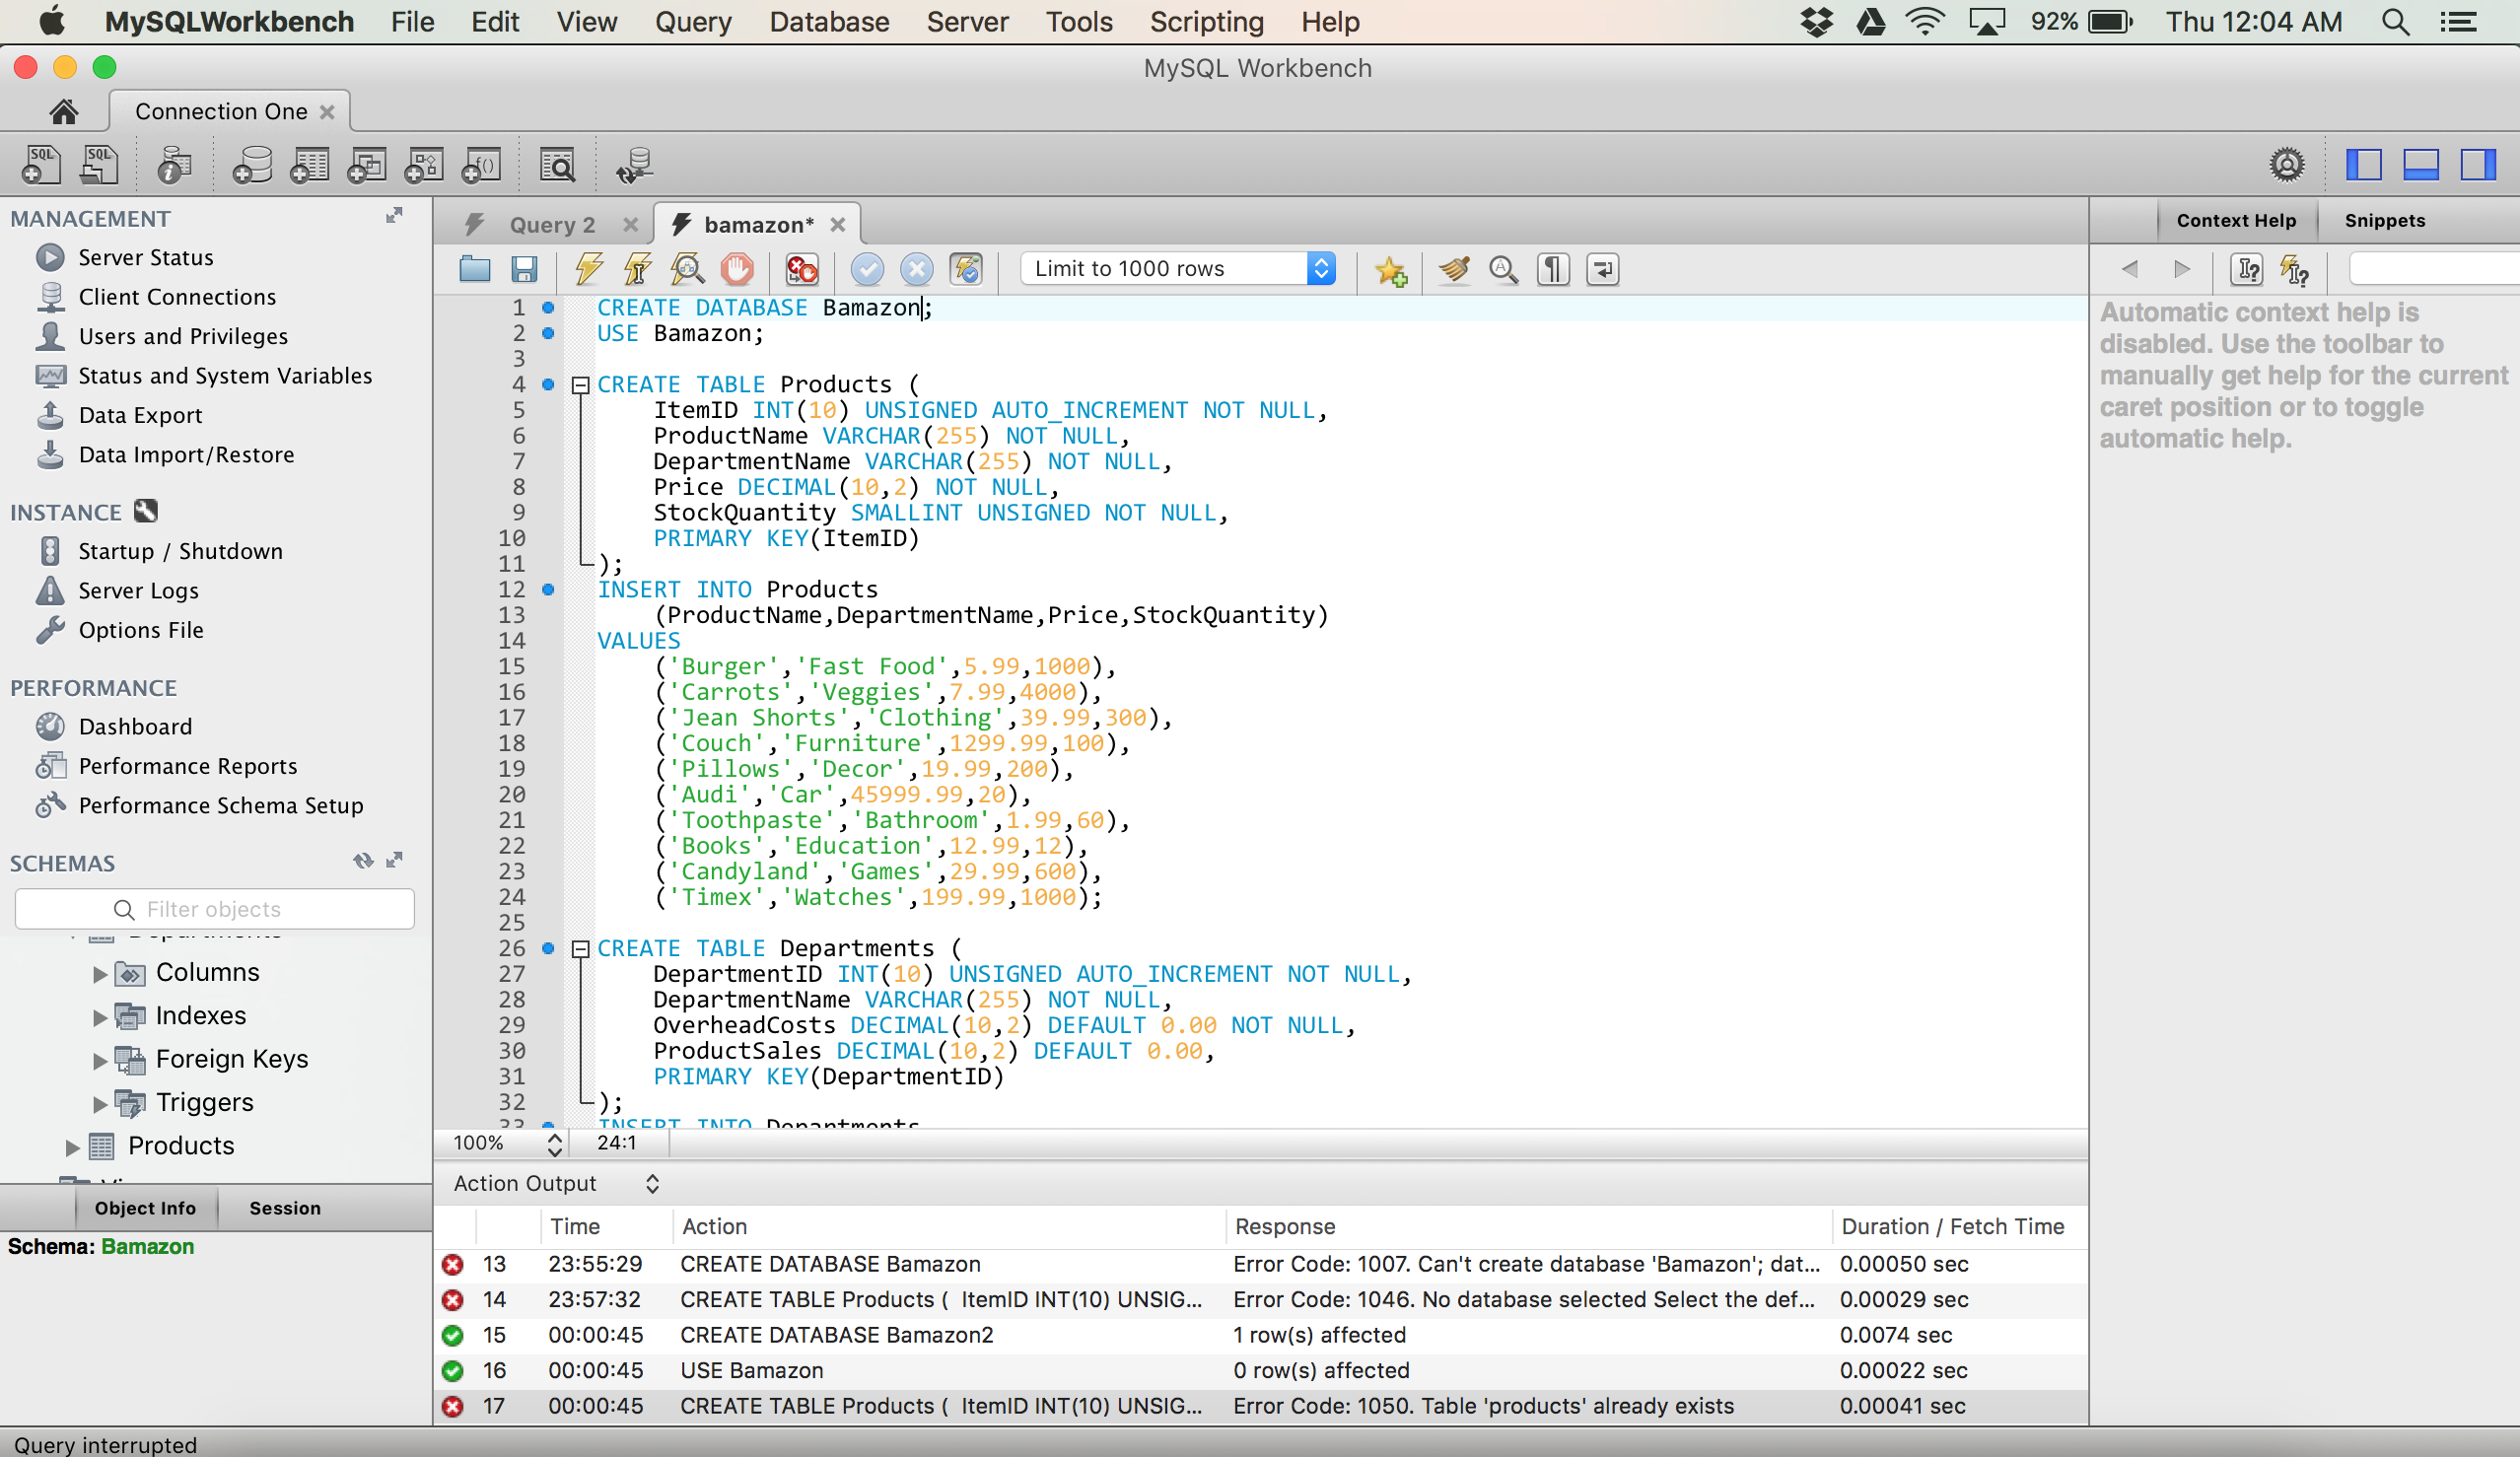 MySQLWorkbench File Edit View Query Database Server Tools Scripting Help 92% Thu 12:04 AM
MySQL Workbench
Connection One
MANAGEMENT
Server Status
Client Connections
Users and Privileges
Status and System Variables
Data Export
Data Import/Restore
INSTANCE
Startup / Shutdown
Server Logs
Options File
PERFORMANCE
Dashboard
Performance Reports
Performance Schema Setup
SCHEMAS
Filter objects
Columns
Indexes
Foreign Keys
Triggers
Products
Object Info Session
Schema: Bamazon
Query 2 bamazon*
Limit to 1000 rows
1 CREATE DATABASE Bamazon;
2 USE Bamazon;
3
4 CREATE TABLE Products (
5 ItemID INT(10) UNSIGNED AUTO_INCREMENT NOT NULL,
6 ProductName VARCHAR(255) NOT NULL,
7 DepartmentName VARCHAR(255) NOT NULL,
8 Price DECIMAL(10,2) NOT NULL,
9 StockQuantity SMALLINT UNSIGNED NOT NULL,
10 PRIMARY KEY(ItemID)
11 );
12 INSERT INTO Products
13 (ProductName,DepartmentName,Price,StockQuantity)
14 VALUES
15 ('Burger','Fast Food',5.99,1000),
16 ('Carrots','Veggies',7.99,4000),
17 ('Jean Shorts','Clothing',39.99,300),
18 ('Couch','Furniture',1299.99,100),
19 ('Pillows','Decor',19.99,200),
20 ('Audi','Car',45999.99,20),
21 ('Toothpaste','Bathroom',1.99,60),
22 ('Books','Education',12.99,12),
23 ('Candyland','Games',29.99,600),
24 ('Timex','Watches',199.99,1000);
25
26 CREATE TABLE Departments (
27 DepartmentID INT(10) UNSIGNED AUTO_INCREMENT NOT NULL,
28 DepartmentName VARCHAR(255) NOT NULL,
29 OverheadCosts DECIMAL(10,2) DEFAULT 0.00 NOT NULL,
30 ProductSales DECIMAL(10,2) DEFAULT 0.00,
31 PRIMARY KEY(DepartmentID)
32 );
33 INSERT INTO Departments
100% 24:1
Action Output
Time Action Response Duration / Fetch Time
13 23:55:29 CREATE DATABASE Bamazon Error Code: 1007. Can't create database 'Bamazon'; dat... 0.00050 sec
14 23:57:32 CREATE TABLE Products ( ItemID INT(10) UNSIG... Error Code: 1046. No database selected Select the def... 0.00029 sec
15 00:00:45 CREATE DATABASE Bamazon2 1 row(s) affected 0.0074 sec
16 00:00:45 USE Bamazon 0 row(s) affected 0.00022 sec
17 00:00:45 CREATE TABLE Products ( ItemID INT(10) UNSIG... Error Code: 1050. Table 'products' already exists 0.00041 sec
Context Help Snippets
Automatic context help is
disabled. Use the toolbar to
manually get help for the current
caret position or to toggle
automatic help.
Query interrupted